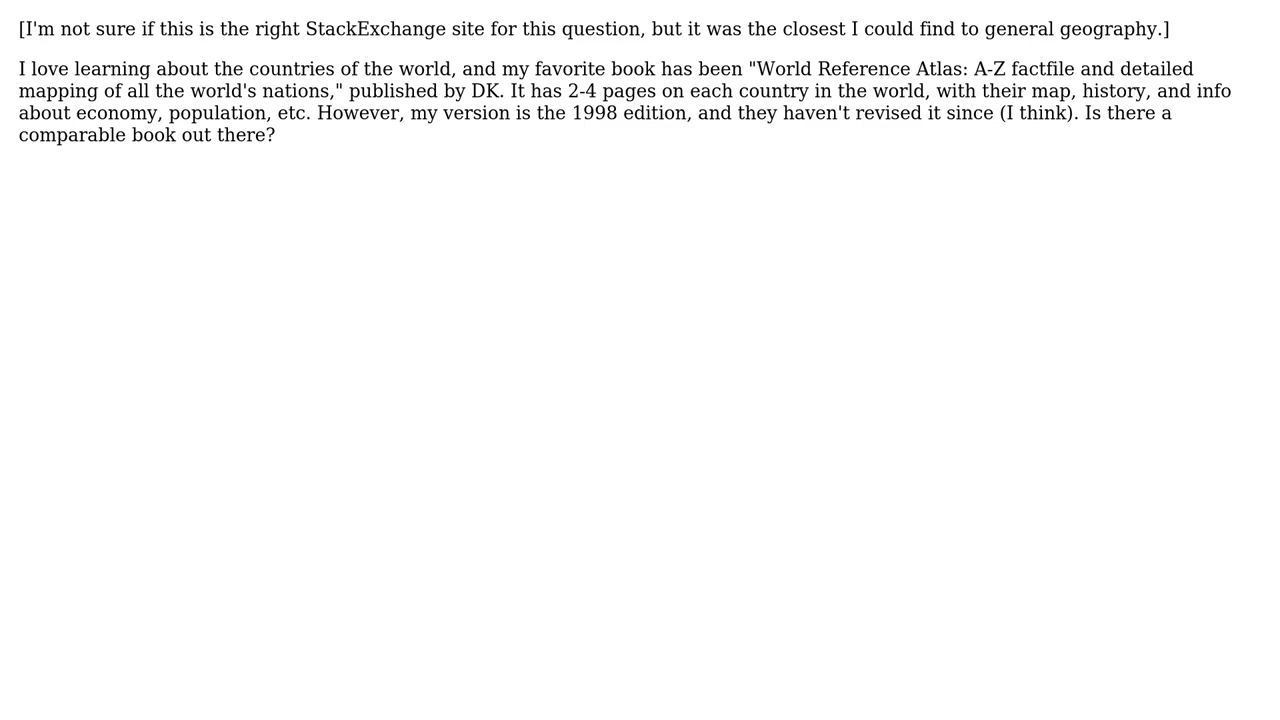 [I'm not sure if this is the right StackExchange site for this question, but it was the closest I could find to general geography.]
I love learning about the countries of the world, and my favorite book has been "World Reference Atlas: A-Z factfile and detailed
mapping of all the world's nations," published by DK. It has 2-4 pages on each country in the world, with their map, history, and info
about economy, population, etc. However, my version is the 1998 edition, and they haven't revised it since (I think). Is there a
comparable book out there?